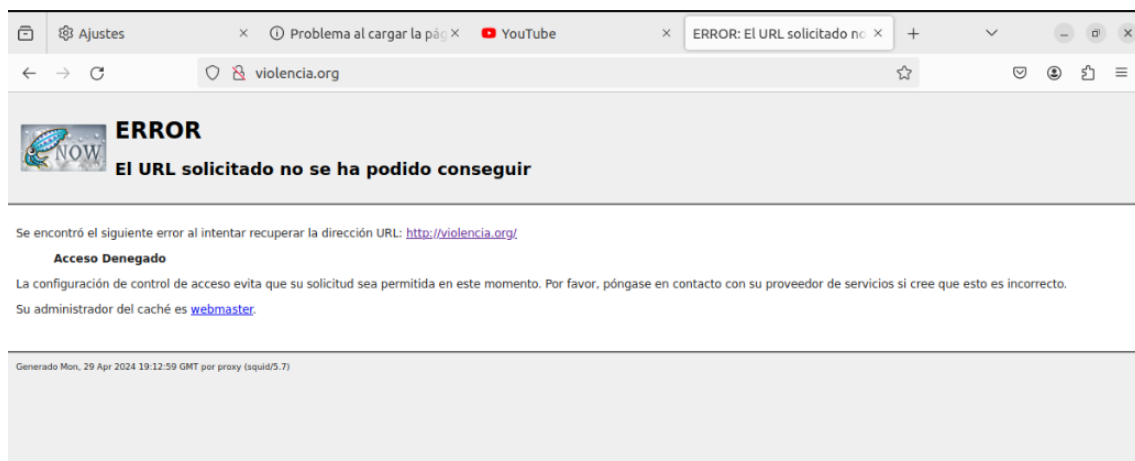 Ajustes
Problema al cargar la pág
YouTube
ERROR: El URL solicitado no
violencia.org
NOW
ERROR
El URL solicitado no se ha podido conseguir
Se encontró el siguiente error al intentar recuperar la dirección URL: http://violencia.org/
Acceso Denegado
La configuración de control de acceso evita que su solicitud sea permitida en este momento. Por favor, póngase en contacto con su proveedor de servicios si cree que esto es incorrecto.
Su administrador del caché es webmaster.
Generado Mon, 29 Apr 2024 19:12:59 GMT por proxy (squid/5.7)